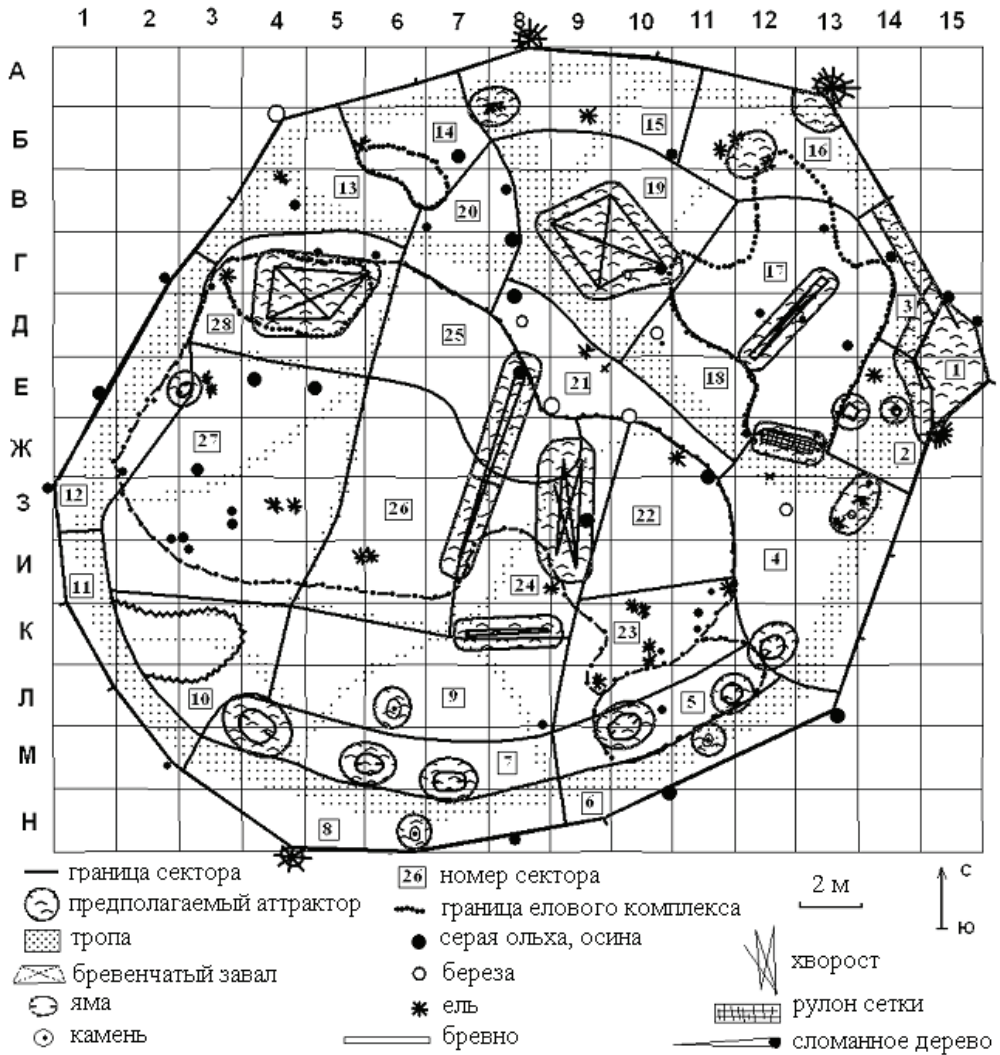 1 2 3 4 5 6 7 8 9 10 11 12 13 14 15
А
15
Б
14
16
13
19
В
20
Г
17
3
Д
28
25
1
Е
21
18
27
2
Ж
12
З
26
22
4
И
24
11
К
23
10
9
5
Л
М
7
6
Н
8
граница сектора
26 номер сектора
2 м
с
предполагаемый аттрактор
граница елового комплекса
ю
тропа
серая ольха, осина
хворост
бревенчатый завал
береза
яма
ель
рулон сетки
камень
бревно
сломанное дерево